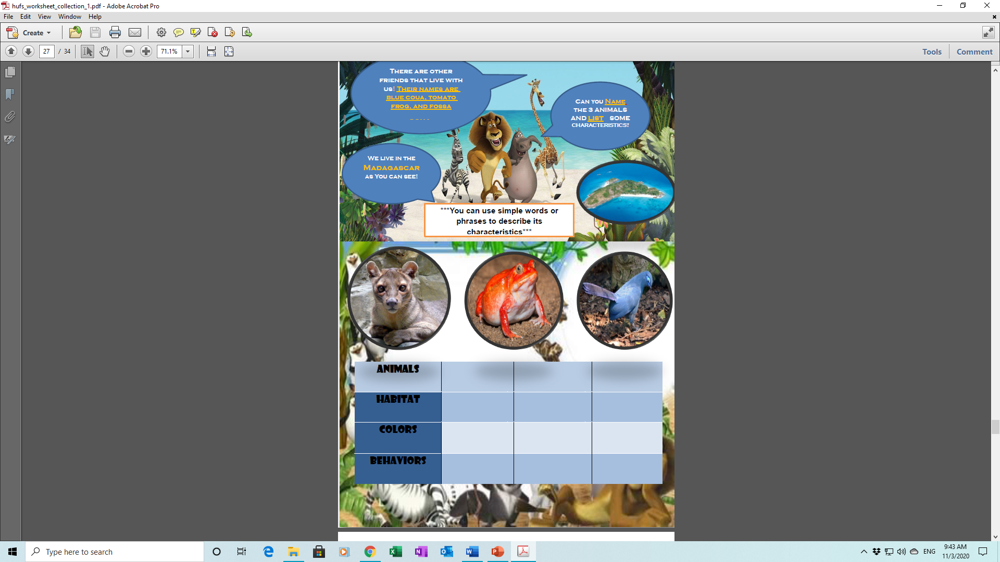 hufs_worksheet_collection_1.pdf - Adobe Acrobat Pro
File Edit View Window Help
Create
27 / 34
71.1%
Tools Comment
THERE ARE OTHER
FRIENDS THAT LIVE WITH
US! THEIR NAMES ARE
BLUE COUA, TOMATO
FROG, AND FOSSA
CAN YOU NAME
THE 3 ANIMALS
AND LIST SOME
CHARACTERISTICS?
WE LIVE IN THE
MADAGASCAR
AS YOU CAN SEE!
***You can use simple words or
phrases to describe its
characteristics***
ANIMALS
HABITAT
COLORS
BEHAVIORS
Type here to search
ENG
9:43 AM
11/3/2020